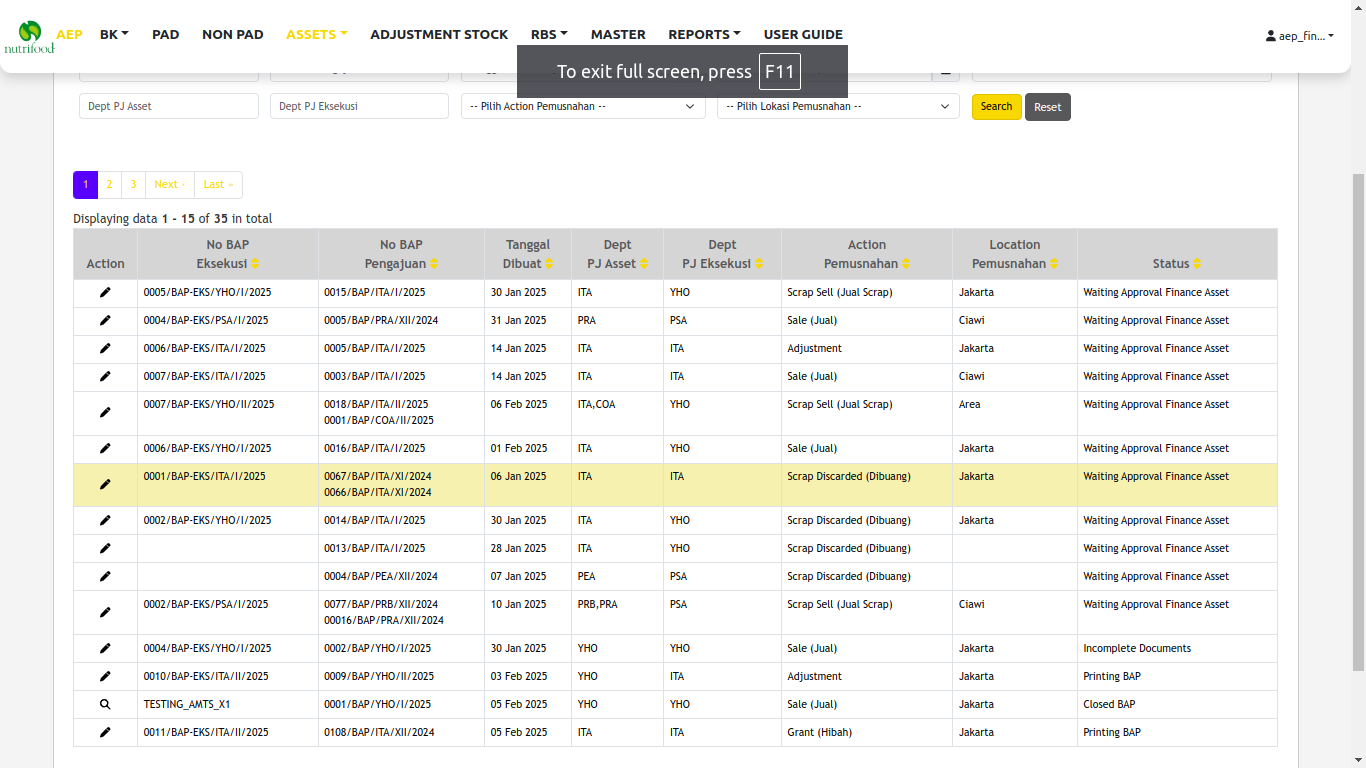 nutrifood
AEP BK PAD NON PAD ASSETS ADJUSTMENT STOCK RBS MASTER REPORTS USER GUIDE aep_fin...
To exit full screen, press F11
Dept PJ Asset Dept PJ Eksekusi -- Pilih Action Pemusnahan -- -- Pilih Lokasi Pemusnahan -- Search Reset
1 2 3 Next › Last »
Displaying data 1 - 15 of 35 in total
Action No BAP Eksekusi No BAP Pengajuan Tanggal Dibuat Dept PJ Asset Dept PJ Eksekusi Action Pemusnahan Location Pemusnahan Status
0005/BAP-EKS/YHO/I/2025 0015/BAP/ITA/I/2025 30 Jan 2025 ITA YHO Scrap Sell (Jual Scrap) Jakarta Waiting Approval Finance Asset
0004/BAP-EKS/PSA/I/2025 0005/BAP/PRA/XII/2024 31 Jan 2025 PRA PSA Sale (Jual) Ciawi Waiting Approval Finance Asset
0006/BAP-EKS/ITA/I/2025 0005/BAP/ITA/I/2025 14 Jan 2025 ITA ITA Adjustment Jakarta Waiting Approval Finance Asset
0007/BAP-EKS/ITA/I/2025 0003/BAP/ITA/I/2025 14 Jan 2025 ITA ITA Sale (Jual) Ciawi Waiting Approval Finance Asset
0007/BAP-EKS/YHO/II/2025 0018/BAP/ITA/II/2025 06 Feb 2025 ITA,COA YHO Scrap Sell (Jual Scrap) Area Waiting Approval Finance Asset
0001/BAP/COA/II/2025
0006/BAP-EKS/YHO/I/2025 0016/BAP/ITA/I/2025 01 Feb 2025 ITA YHO Sale (Jual) Jakarta Waiting Approval Finance Asset
0001/BAP-EKS/ITA/I/2025 0067/BAP/ITA/XI/2024 06 Jan 2025 ITA ITA Scrap Discarded (Dibuang) Jakarta Waiting Approval Finance Asset
0066/BAP/ITA/XI/2024
0002/BAP-EKS/YHO/I/2025 0014/BAP/ITA/I/2025 30 Jan 2025 ITA YHO Scrap Discarded (Dibuang) Jakarta Waiting Approval Finance Asset
0013/BAP/ITA/I/2025 28 Jan 2025 ITA YHO Scrap Discarded (Dibuang) Waiting Approval Finance Asset
0004/BAP/PEA/XII/2024 07 Jan 2025 PEA PSA Scrap Discarded (Dibuang) Waiting Approval Finance Asset
0002/BAP-EKS/PSA/I/2025 0077/BAP/PRB/XII/2024 10 Jan 2025 PRB,PRA PSA Scrap Sell (Jual Scrap) Ciawi Waiting Approval Finance Asset
00016/BAP/PRA/XII/2024
0004/BAP-EKS/YHO/I/2025 0002/BAP/YHO/I/2025 30 Jan 2025 YHO YHO Sale (Jual) Jakarta Incomplete Documents
0010/BAP-EKS/ITA/II/2025 0009/BAP/YHO/II/2025 03 Feb 2025 YHO ITA Adjustment Jakarta Printing BAP
TESTING_AMTS_X1 0001/BAP/YHO/I/2025 05 Feb 2025 YHO YHO Sale (Jual) Jakarta Closed BAP
0011/BAP-EKS/ITA/II/2025 0108/BAP/ITA/XII/2024 05 Feb 2025 ITA ITA Grant (Hibah) Jakarta Printing BAP